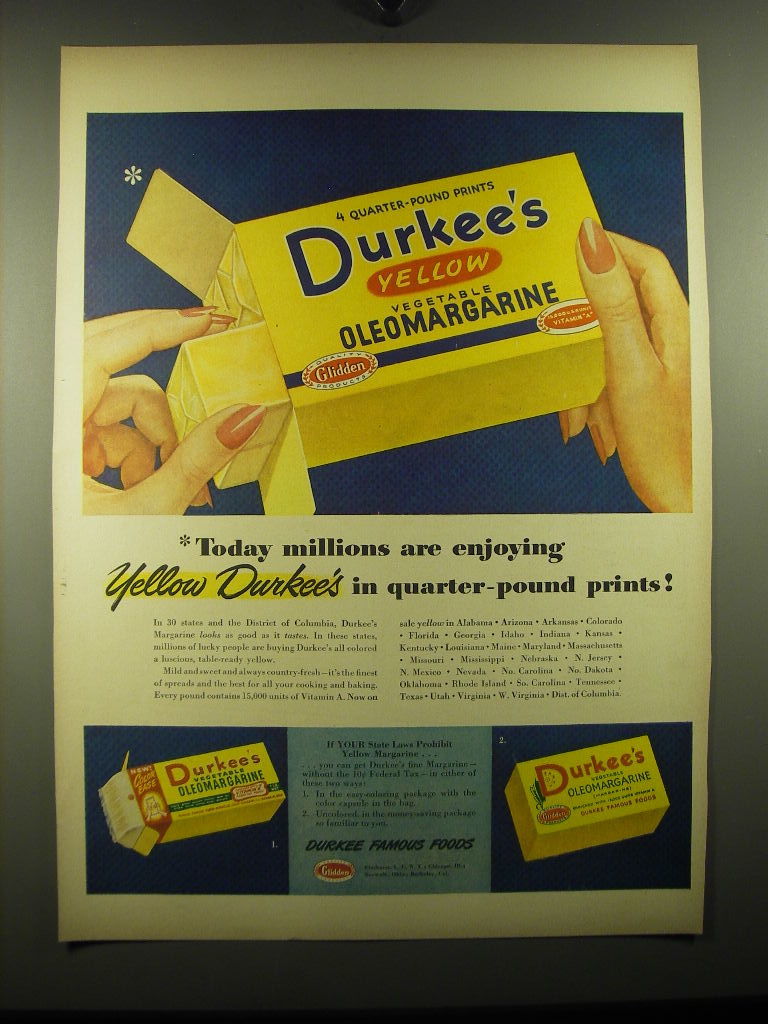 *
4 QUARTER-POUND PRINTS
Durkee's
YELLOW
VEGETABLE
OLEOMARGARINE
QUALITY
Glidden
PRODUCTS
VITAMIN "A"
*Today millions are enjoying
Yellow Durkee's in quarter-pound prints!
In 30 states and the District of Columbia, Durkee's
Margarine looks as good as it tastes. In these states,
millions of lucky people are buying Durkee's all colored
a luscious, table-ready yellow.
Mild and sweet and always country-fresh—it's the finest
of spreads and the best for all your cooking and baking.
Every pound contains 15,000 units of Vitamin A. Now on
sale yellow in Alabama • Arizona • Arkansas • Colorado
• Florida • Georgia • Idaho • Indiana • Kansas •
Kentucky • Louisiana • Maine • Maryland • Massachusetts
• Missouri • Mississippi • Nebraska • N. Jersey •
N. Mexico • Nevada • No. Carolina • No. Dakota •
Oklahoma • Rhode Island • So. Carolina • Tennessee •
Texas • Utah • Virginia • W. Virginia • Dist. of Columbia.
NEW!
COLOR
EASE
Durkee's
VEGETABLE
OLEOMARGARINE
1.
If YOUR State Laws Prohibit
Yellow Margarine . . .
. . . you can get Durkee's fine Margarine—
without the 10¢ Federal Tax—in either of
these two ways:
1. In the easy-coloring package with the
color capsule in the bag.
2. Uncolored, in the money-saving package
so familiar to you.
DURKEE FAMOUS FOODS
Glidden
Elmhurst, L. I., N. Y. • Chicago, Ill. •
Norwalk, Ohio • Berkeley, Cal.
2.
Durkee's
VEGETABLE
OLEOMARGARINE
Glidden
DURKEE FAMOUS FOODS